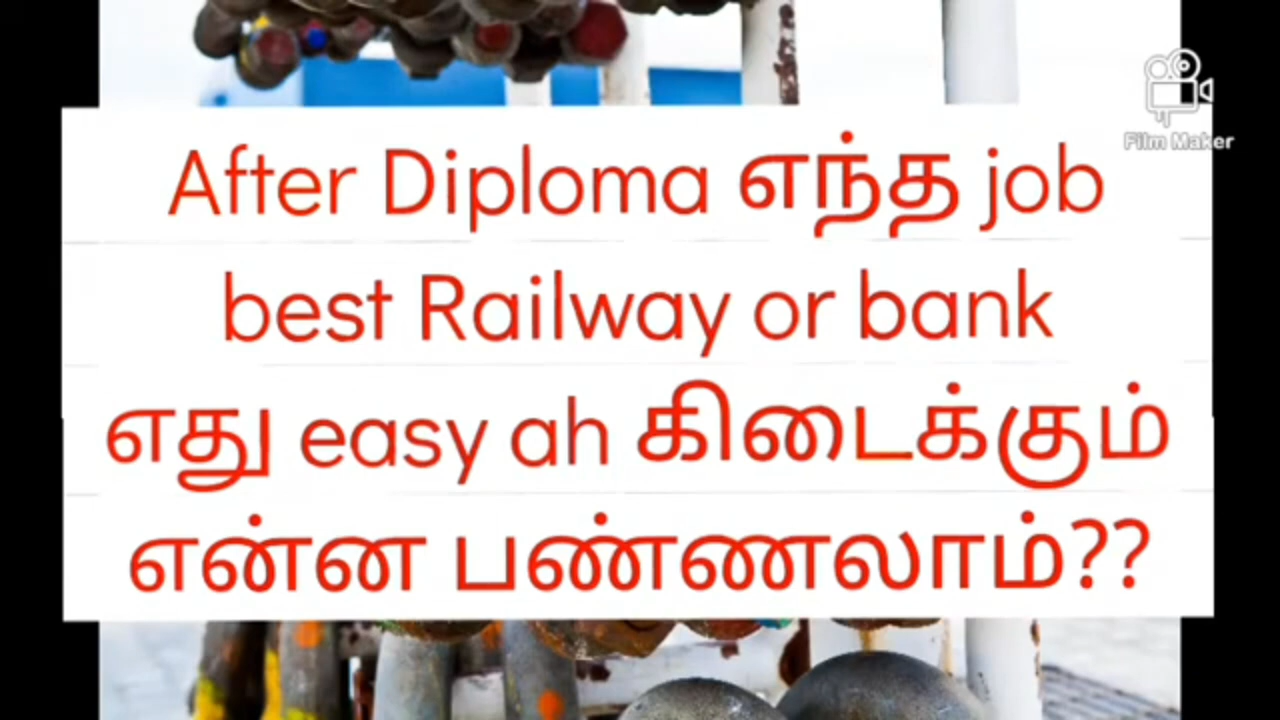 Film Maker
After Diploma எந்த job
best Railway or bank
எது easy ah கிடைக்கும்
என்ன பண்ணலாம்??